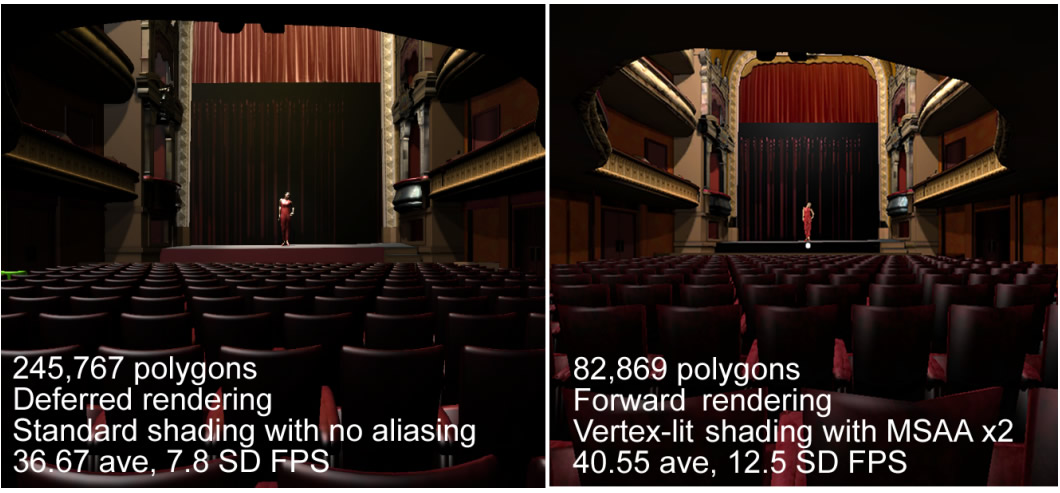 245,767 polygons
Deferred rendering
Standard shading with no aliasing
36.67 ave, 7.8 SD FPS
82,869 polygons
Forward rendering
Vertex-lit shading with MSAA x2
40.55 ave, 12.5 SD FPS